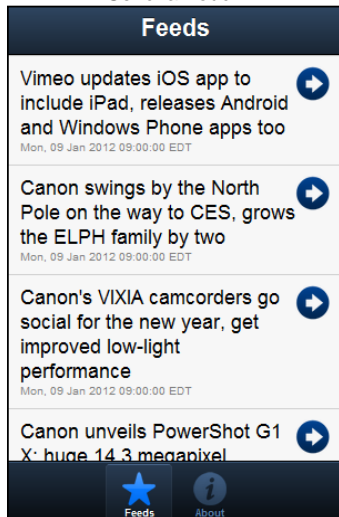 Feeds
Vimeo updates iOS app to
include iPad, releases Android
and Windows Phone apps too
Mon, 09 Jan 2012 09:00:00 EDT
Canon swings by the North
Pole on the way to CES, grows
the ELPH family by two
Mon, 09 Jan 2012 09:00:00 EDT
Canon's VIXIA camcorders go
social for the new year, get
improved low-light
performance
Mon, 09 Jan 2012 09:00:00 EDT
Canon unveils PowerShot G1
X: huge 14.3 megapixel
Feeds
About